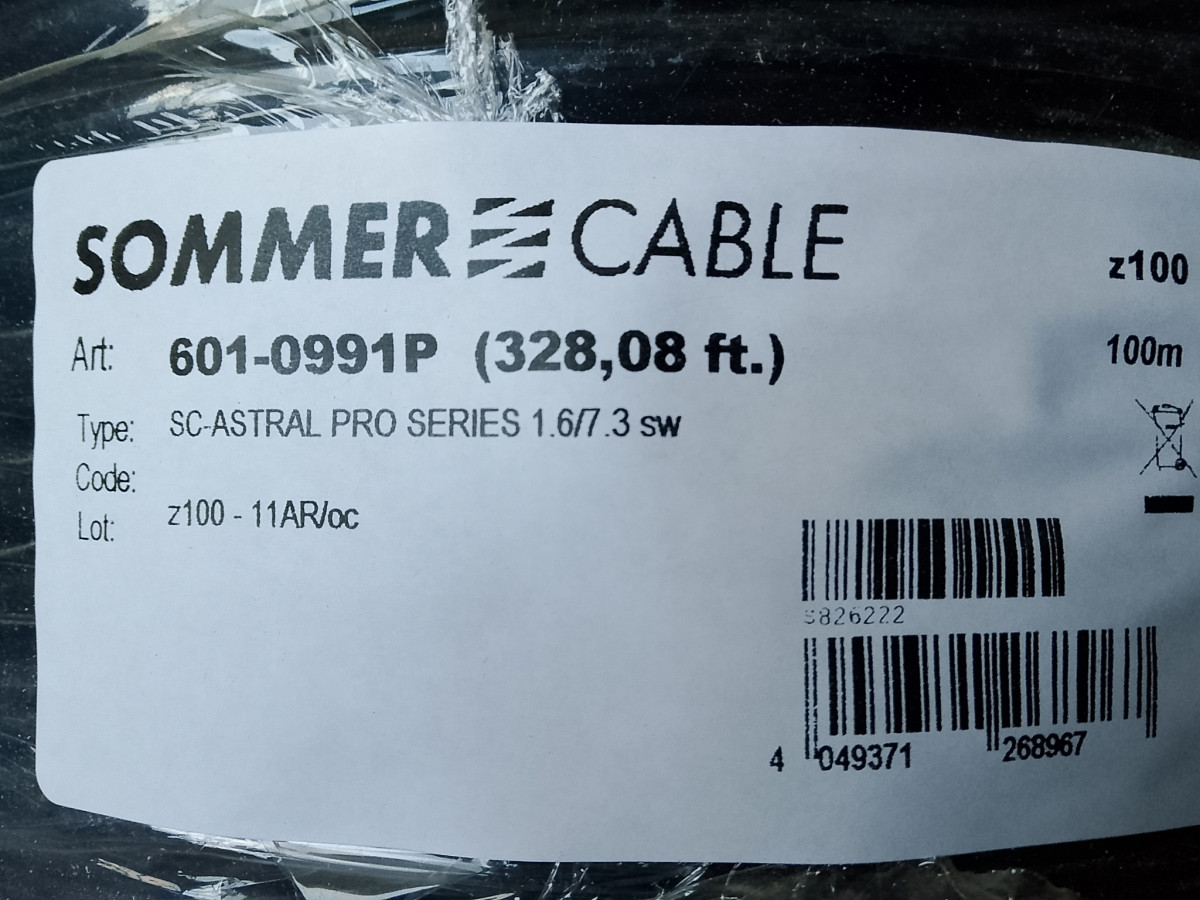 SOMMER CABLE
z100
Art: 601-0991P (328,08 ft.)
100m
Type: SC-ASTRAL PRO SERIES 1.6/7.3 sw
Code:
Lot: z100 - 11AR/oc
S826222
4 049371 268967